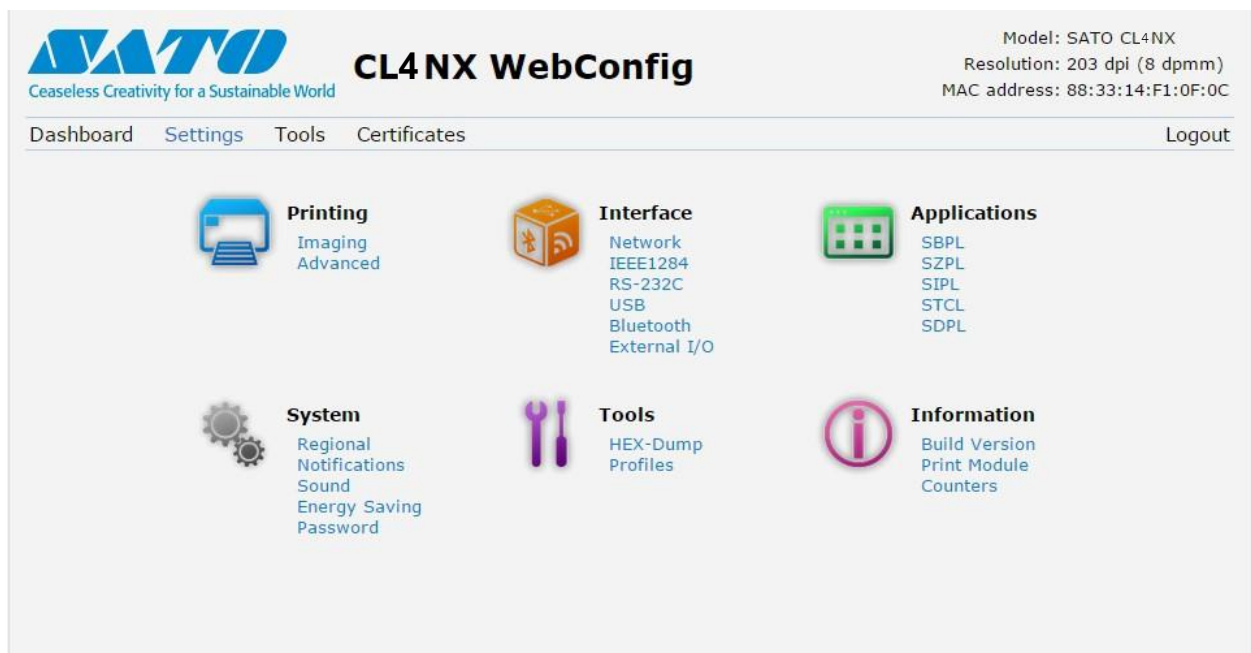 SATO
Ceaseless Creativity for a Sustainable World
CL4NX WebConfig
Model: SATO CL4NX
Resolution: 203 dpi (8 dpmm)
MAC address: 88:33:14:F1:0F:0C
Dashboard Settings Tools Certificates Logout
Printing
Imaging
Advanced
Interface
Network
IEEE1284
RS-232C
USB
Bluetooth
External I/O
Applications
SBPL
SZPL
SIPL
STCL
SDPL
System
Regional
Notifications
Sound
Energy Saving
Password
Tools
HEX-Dump
Profiles
Information
Build Version
Print Module
Counters